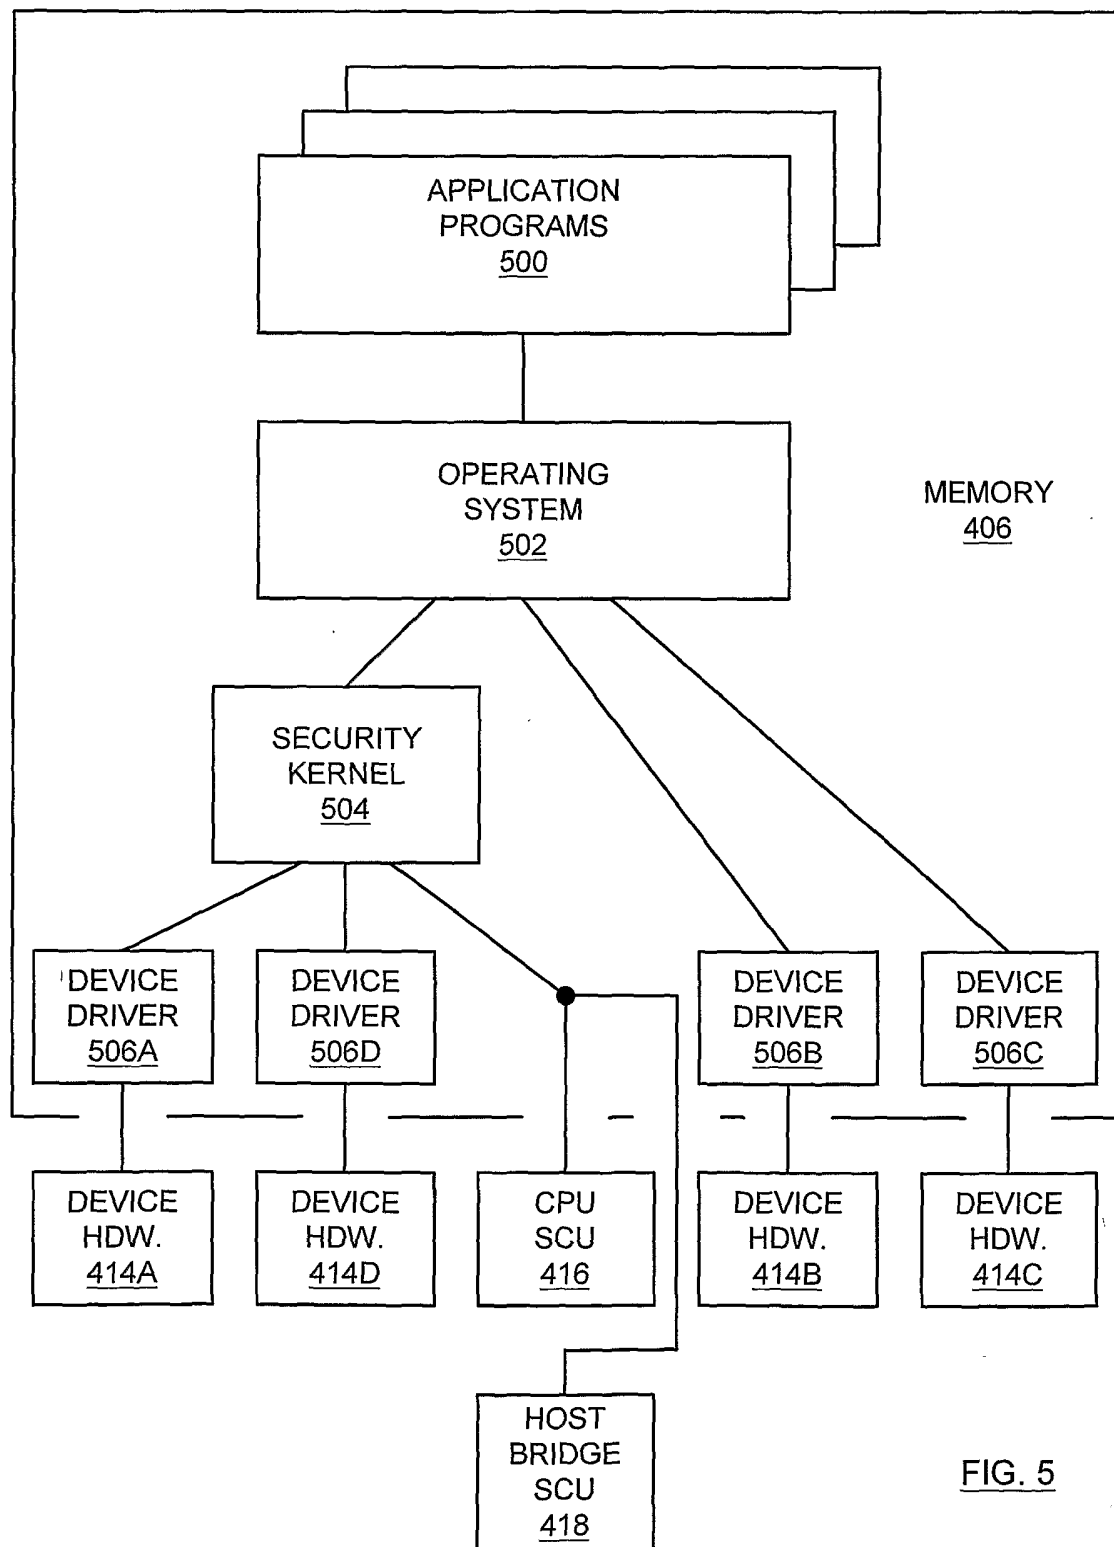 APPLICATION
PROGRAMS
500
OPERATING
SYSTEM
502
MEMORY
406
SECURITY
KERNEL
504
DEVICE
DRIVER
506A
DEVICE
DRIVER
506D
DEVICE
DRIVER
506B
DEVICE
DRIVER
506C
DEVICE
HDW.
414A
DEVICE
HDW.
414D
CPU
SCU
416
DEVICE
HDW.
414B
DEVICE
HDW.
414C
HOST
BRIDGE
SCU
418
FIG. 5